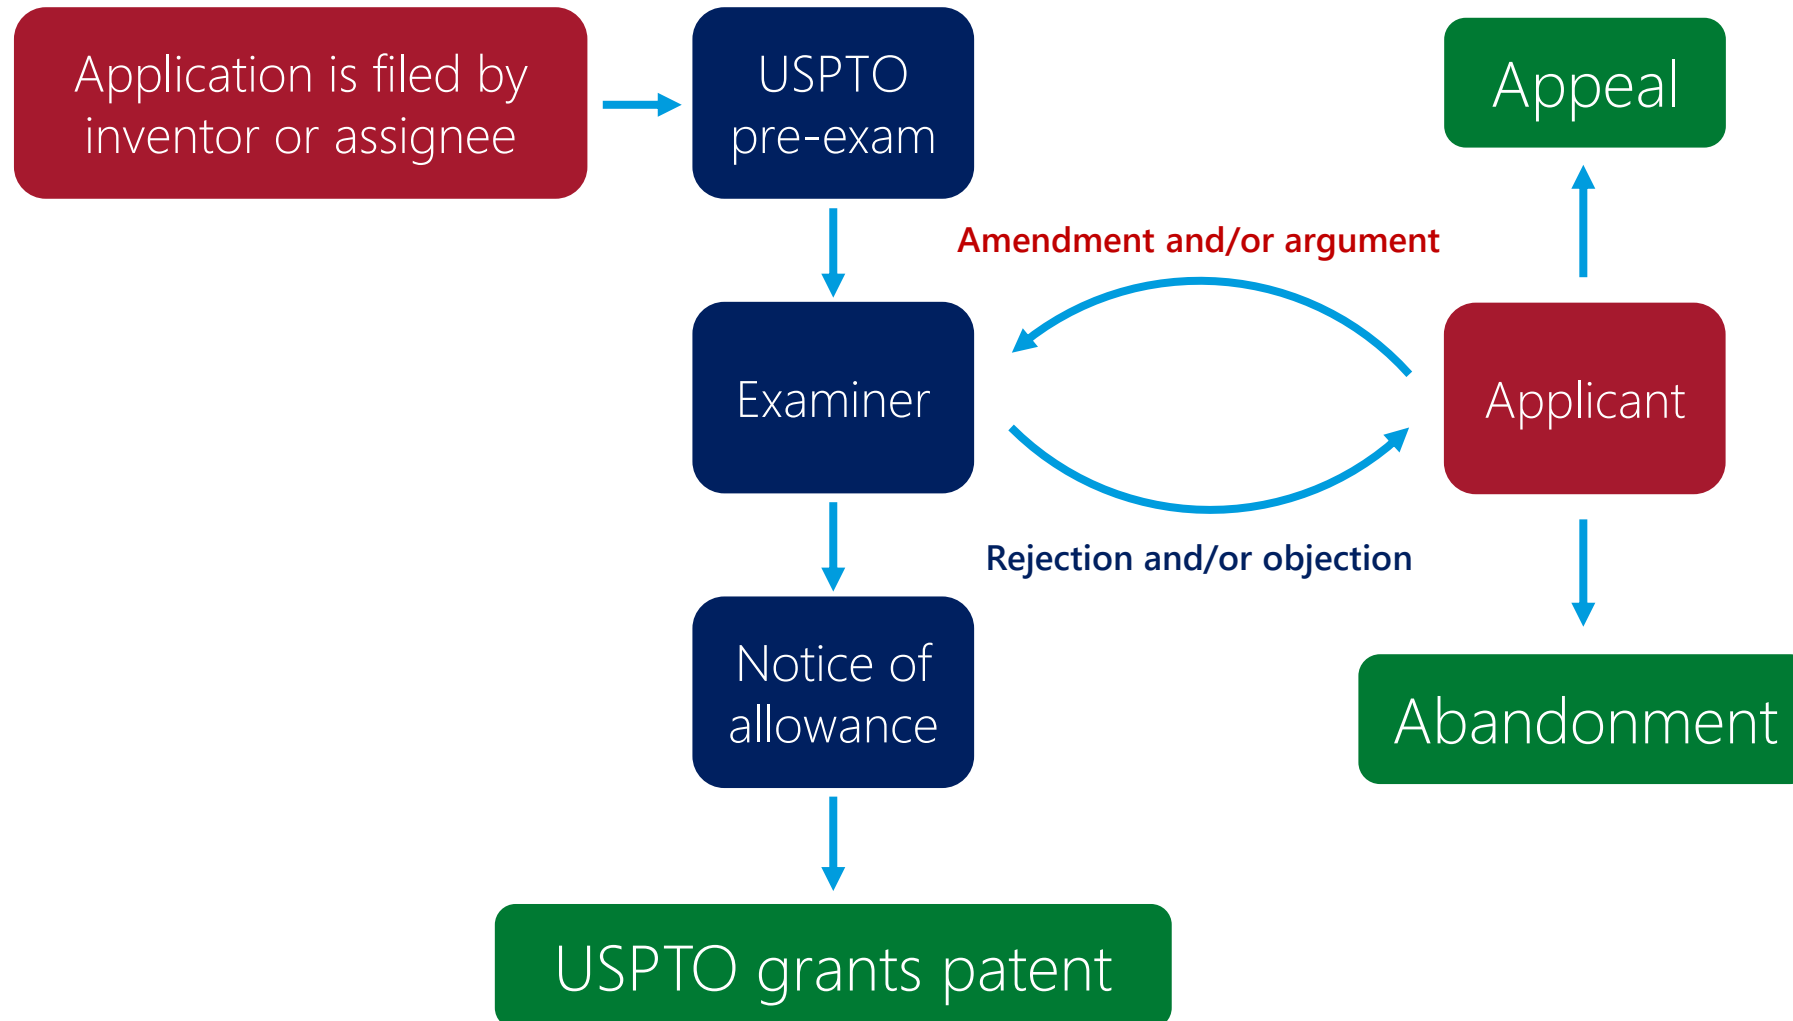 Application is filed by
inventor or assignee
USPTO
pre-exam
Appeal
Amendment and/or argument
Examiner
Applicant
Rejection and/or objection
Notice of
allowance
Abandonment
USPTO grants patent